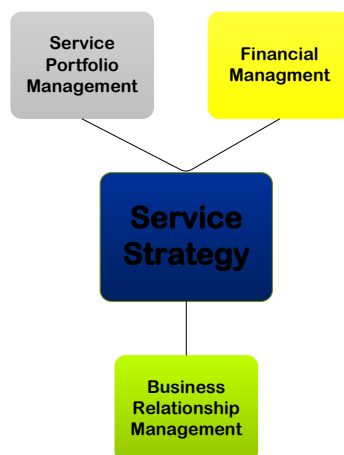 Service
Portfolio
Management
Financial
Managment
Service
Strategy
Business
Relationship
Management